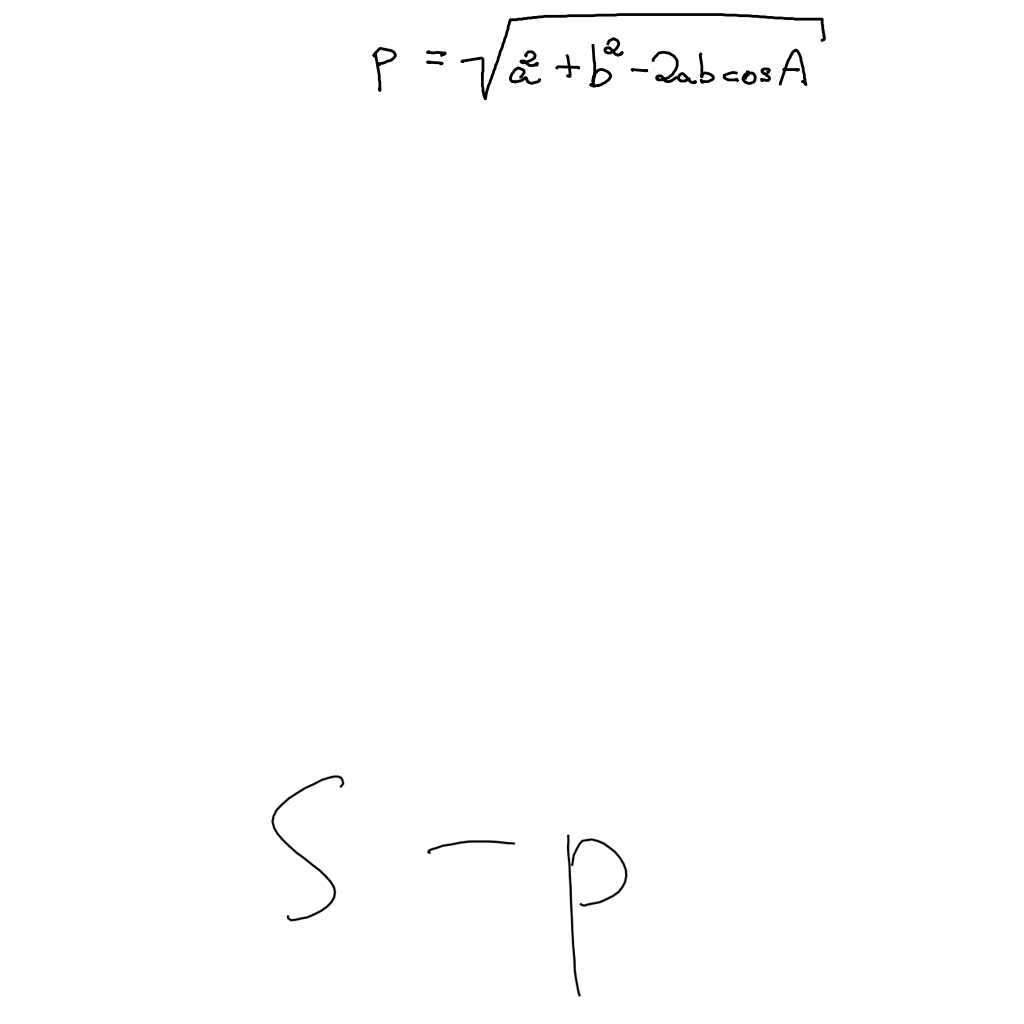 p = √(a² + b² - 2ab cos A)
S - p